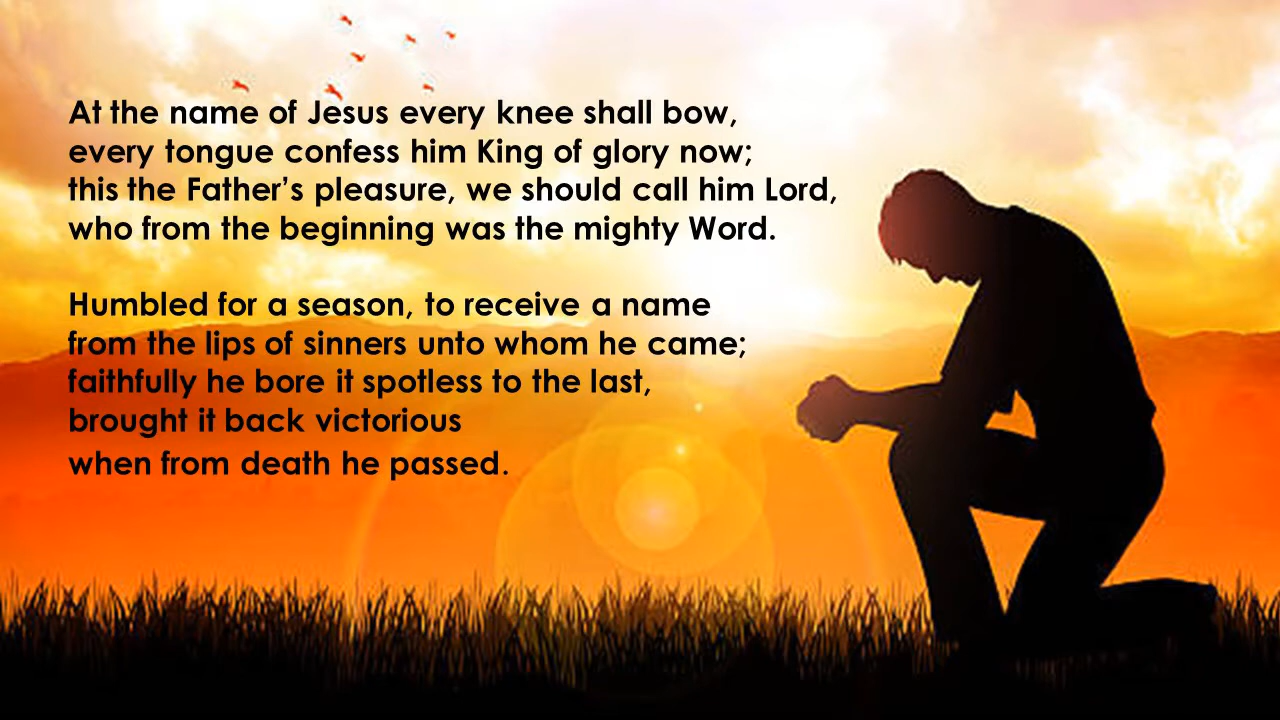 At the name of Jesus every knee shall bow,
every tongue confess him King of glory now;
this the Father’s pleasure, we should call him Lord,
who from the beginning was the mighty Word.

Humbled for a season, to receive a name
from the lips of sinners unto whom he came;
faithfully he bore it spotless to the last,
brought it back victorious
when from death he passed.